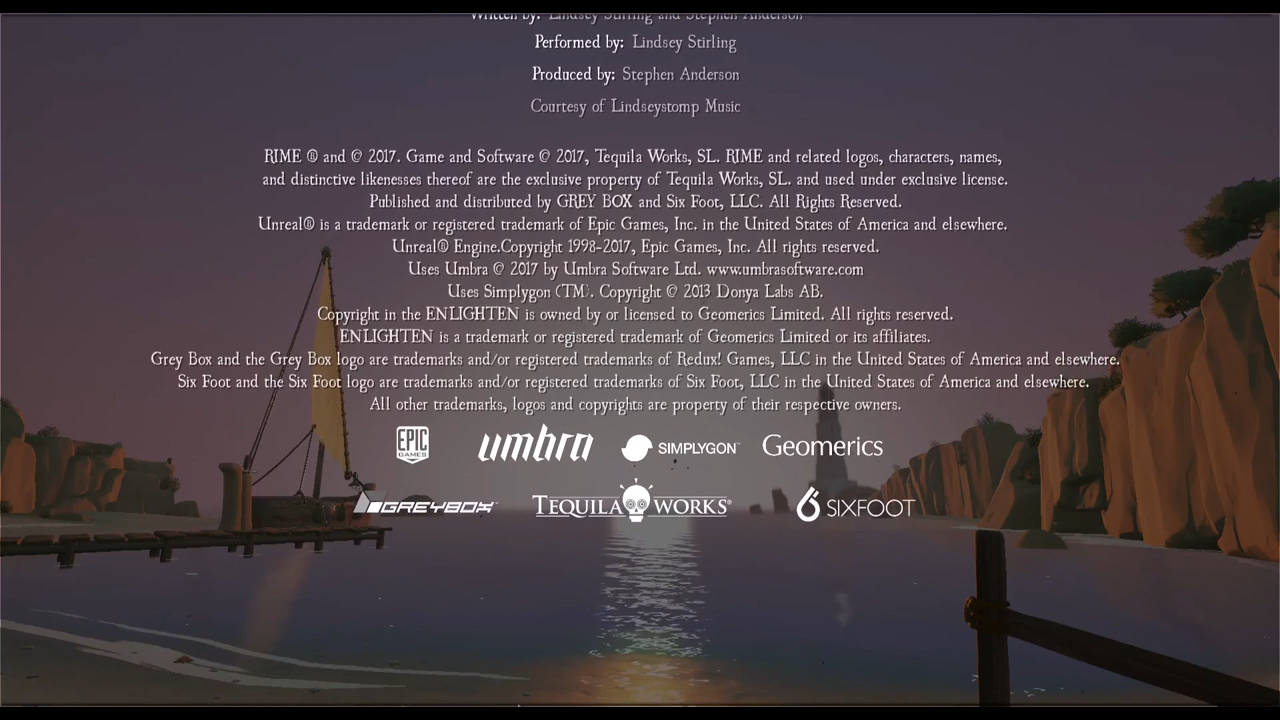 Written by: Lindsey Stirling and Stephen Anderson
Performed by: Lindsey Stirling
Produced by: Stephen Anderson
Courtesy of Lindseystomp Music
RIME ® and © 2017. Game and Software © 2017, Tequila Works, SL. RIME and related logos, characters, names,
and distinctive likenesses thereof are the exclusive property of Tequila Works, SL. and used under exclusive license.
Published and distributed by GREY BOX and Six Foot, LLC. All Rights Reserved.
Unreal® is a trademark or registered trademark of Epic Games, Inc. in the United States of America and elsewhere.
Unreal® Engine.Copyright 1998-2017, Epic Games, Inc. All rights reserved.
Uses Umbra © 2017 by Umbra Software Ltd. www.umbrasoftware.com
Uses Simplygon (TM). Copyright © 2013 Donya Labs AB.
Copyright in the ENLIGHTEN is owned by or licensed to Geomerics Limited. All rights reserved.
ENLIGHTEN is a trademark or registered trademark of Geomerics Limited or its affiliates.
Grey Box and the Grey Box logo are trademarks and/or registered trademarks of Redux! Games, LLC in the United States of America and elsewhere.
Six Foot and the Six Foot logo are trademarks and/or registered trademarks of Six Foot, LLC in the United States of America and elsewhere.
All other trademarks, logos and copyrights are property of their respective owners.
EPIC GAMES umbra SIMPLYGON™ Geomerics
GREYBOX™ TEQUILA WORKS® 6 SIXFOOT